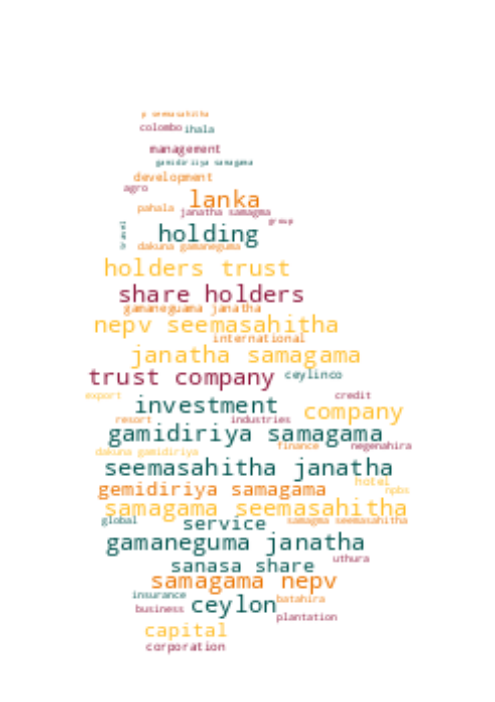 p seemasahitha
colombo ihala
management
gamidiriya samagama
development
agro
lanka
pahala janatha samagma
group
travel
holding
dakuna gamaneguma
holders trust
share holders
gamaneguama janatha
nepv seemasahitha
international
janatha samagama
trust company ceylinco
export credit
investment company
resort industries
gamidiriya samagama
finance negenahira
dakuna gamidiriya
seemasahitha janatha
hotel
gemidiriya samagama npbs
samagama seemasahitha
global service samagma seemasahitha
gamaneguma janatha
uthura
sanasa share
samagama nepv
insurance batahira
business ceylon
plantation
capital
corporation